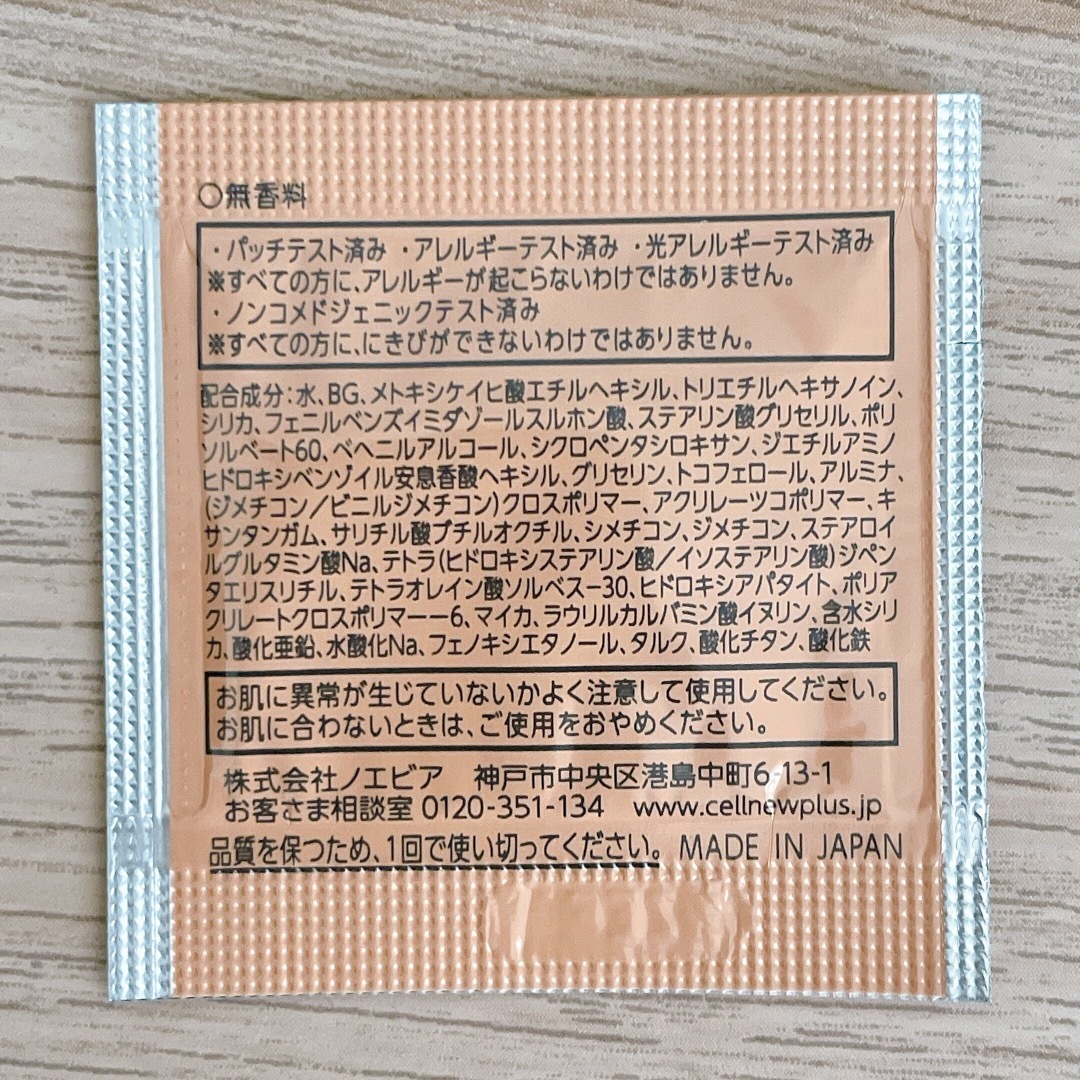 ○無香料
・パッチテスト済み ・アレルギーテスト済み ・光アレルギーテスト済み
※すべての方に、アレルギーが起こらないわけではありません。
・ノンコメドジェニックテスト済み
※すべての方に、にきびができないわけではありません。
配合成分：水、BG、メトキシケイヒ酸エチルヘキシル、トリエチルヘキサノイン、
シリカ、フェニルベンズイミダゾールスルホン酸、ステアリン酸グリセリル、ポリ
ソルベート60、ベヘニルアルコール、シクロペンタシロキサン、ジエチルアミノ
ヒドロキシベンゾイル安息香酸ヘキシル、グリセリン、トコフェロール、アルミナ、
(ジメチコン／ビニルジメチコン)クロスポリマー、アクリレーツコポリマー、キ
サンタンガム、サリチル酸ブチルオクチル、シメチコン、ジメチコン、ステアロイ
ルグルタミン酸Na、テトラ(ヒドロキシステアリン酸／イソステアリン酸)ジペン
タエリスリチル、テトラオレイン酸ソルベス－30、ヒドロキシアパタイト、ポリア
クリレートクロスポリマー－6、マイカ、ラウリルカルバミン酸イヌリン、含水シリ
カ、酸化亜鉛、水酸化Na、フェノキシエタノール、タルク、酸化チタン、酸化鉄
お肌に異常が生じていないかよく注意して使用してください。
お肌に合わないときは、ご使用をおやめください。
株式会社ノエビア 神戸市中央区港島中町6-13-1
お客さま相談室 0120-351-134 www.cellnewplus.jp
品質を保つため、1回で使い切ってください。 MADE IN JAPAN